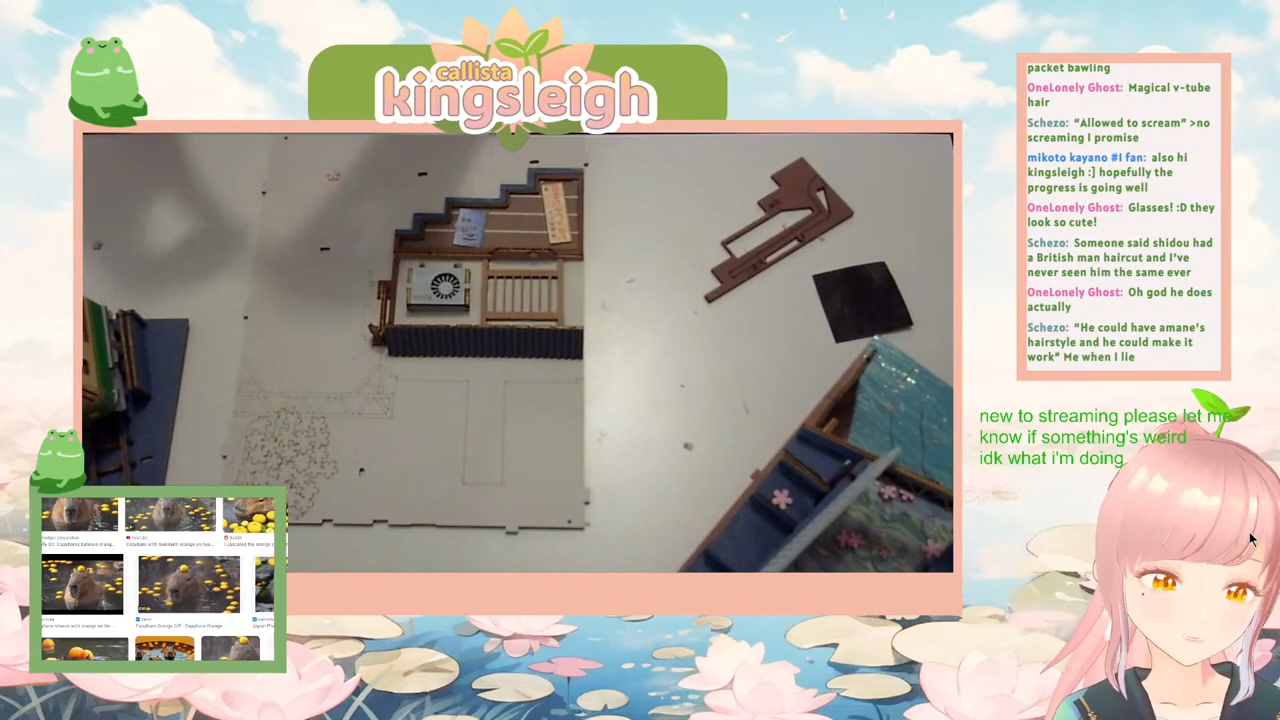 callista
kingsleigh
packet bawling
OneLonely Ghost: Magical v-tube
hair
Schezo: “Allowed to scream” >no
screaming I promise
mikoto kayano #I fan: also hi
kingsleigh :] hopefully the
progress is going well
OneLonely Ghost: Glasses! :D they
look so cute!
Schezo: Someone said shidou had
a British man haircut and I've
never seen him the same ever
OneLonely Ghost: Oh god he does
actually
Schezo: “He could have amane's
hairstyle and he could make it
work” Me when I lie
new to streaming please let me
know if something's weird
idk what i'm doing